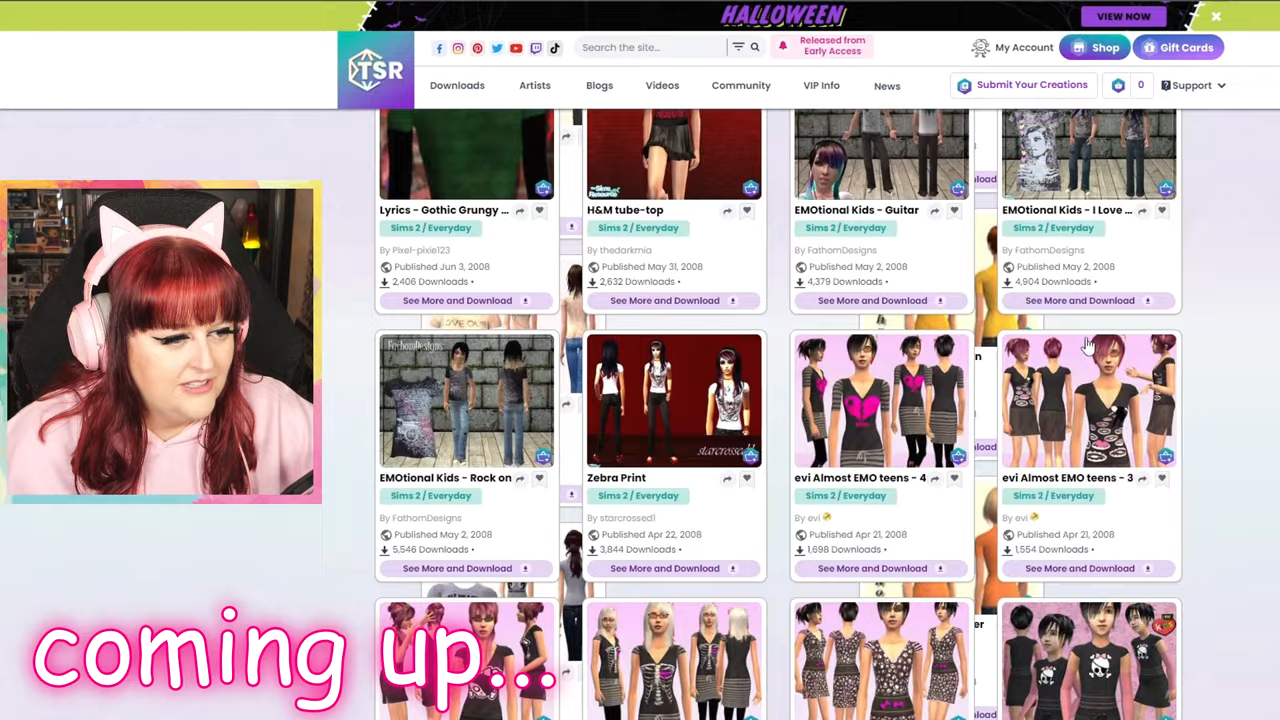 HALLOWEEN
VIEW NOW
TSR
Search the site...
Released from
Early Access
My Account
Shop
Gift Cards
Downloads
Artists
Blogs
Videos
Community
VIP Info
News
Submit Your Creations
0
Support
Lyrics - Gothic Grungy ...
H&M tube-top
EMOtional Kids - Guitar
EMOtional Kids - I Love ...
Sims 2 / Everyday
Sims 2 / Everyday
Sims 2 / Everyday
Sims 2 / Everyday
By Pixel-pixie123
By thedarkmia
By FathomDesigns
By FathomDesigns
Published Jun 3, 2008
Published May 31, 2008
Published May 2, 2008
Published May 2, 2008
2,406 Downloads •
2,632 Downloads •
4,379 Downloads •
4,904 Downloads •
See More and Download
See More and Download
See More and Download
See More and Download
FathomDesigns
starcrossed1
EMOtional Kids - Rock on
Zebra Print
evi Almost EMO teens - 4
evi Almost EMO teens - 3
Sims 2 / Everyday
Sims 2 / Everyday
Sims 2 / Everyday
Sims 2 / Everyday
By FathomDesigns
By starcrossed1
By evi
By evi
Published May 2, 2008
Published Apr 22, 2008
Published Apr 21, 2008
Published Apr 21, 2008
5,546 Downloads •
3,844 Downloads •
1,698 Downloads •
1,554 Downloads •
See More and Download
See More and Download
See More and Download
See More and Download
coming up...